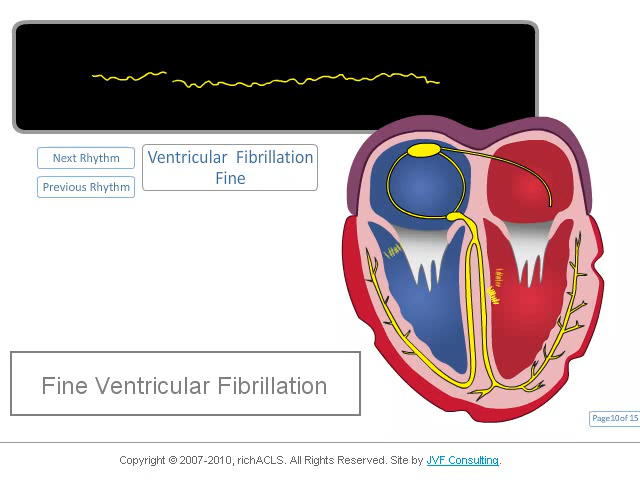 Next Rhythm
Ventricular Fibrillation
Fine
Previous Rhythm
Fine Ventricular Fibrillation
Page10of 15
Copyright © 2007-2010, richACLS. All Rights Reserved. Site by JVF Consulting.